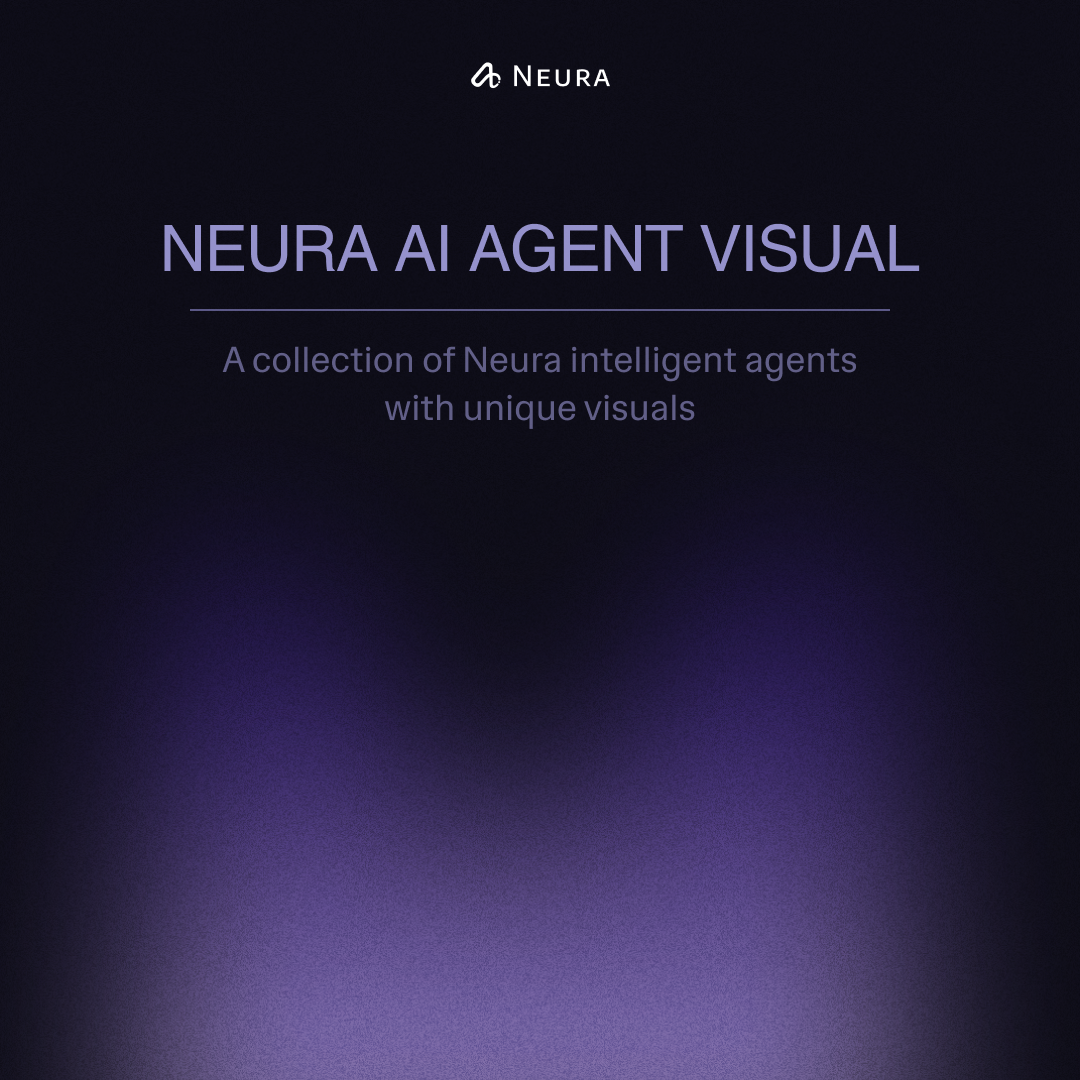 NEURA
NEURA AI AGENT VISUAL
A collection of Neura intelligent agents
with unique visuals